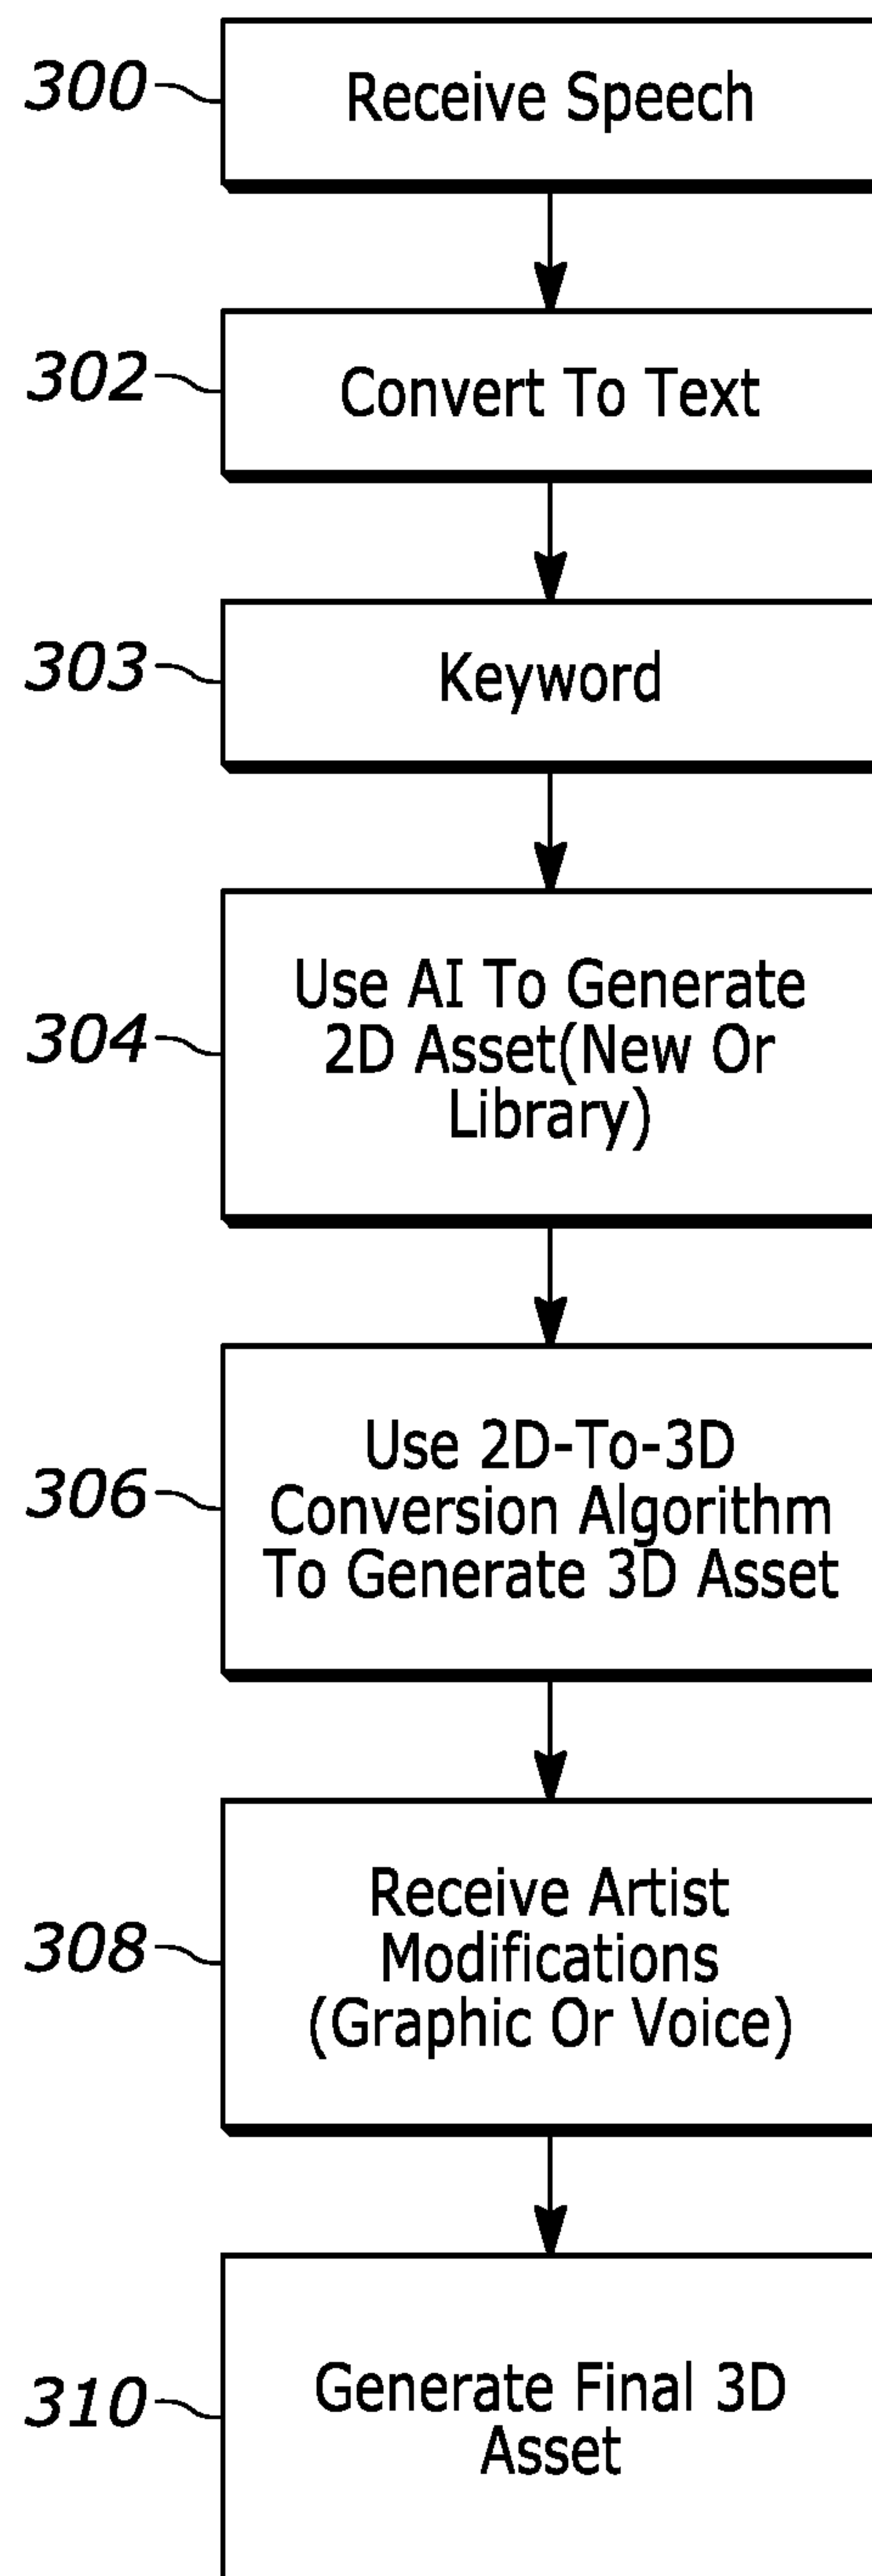 300
Receive Speech
302
Convert To Text
303
Keyword
304
Use AI To Generate
2D Asset(New Or
Library)
306
Use 2D-To-3D
Conversion Algorithm
To Generate 3D Asset
308
Receive Artist
Modifications
(Graphic Or Voice)
310
Generate Final 3D
Asset